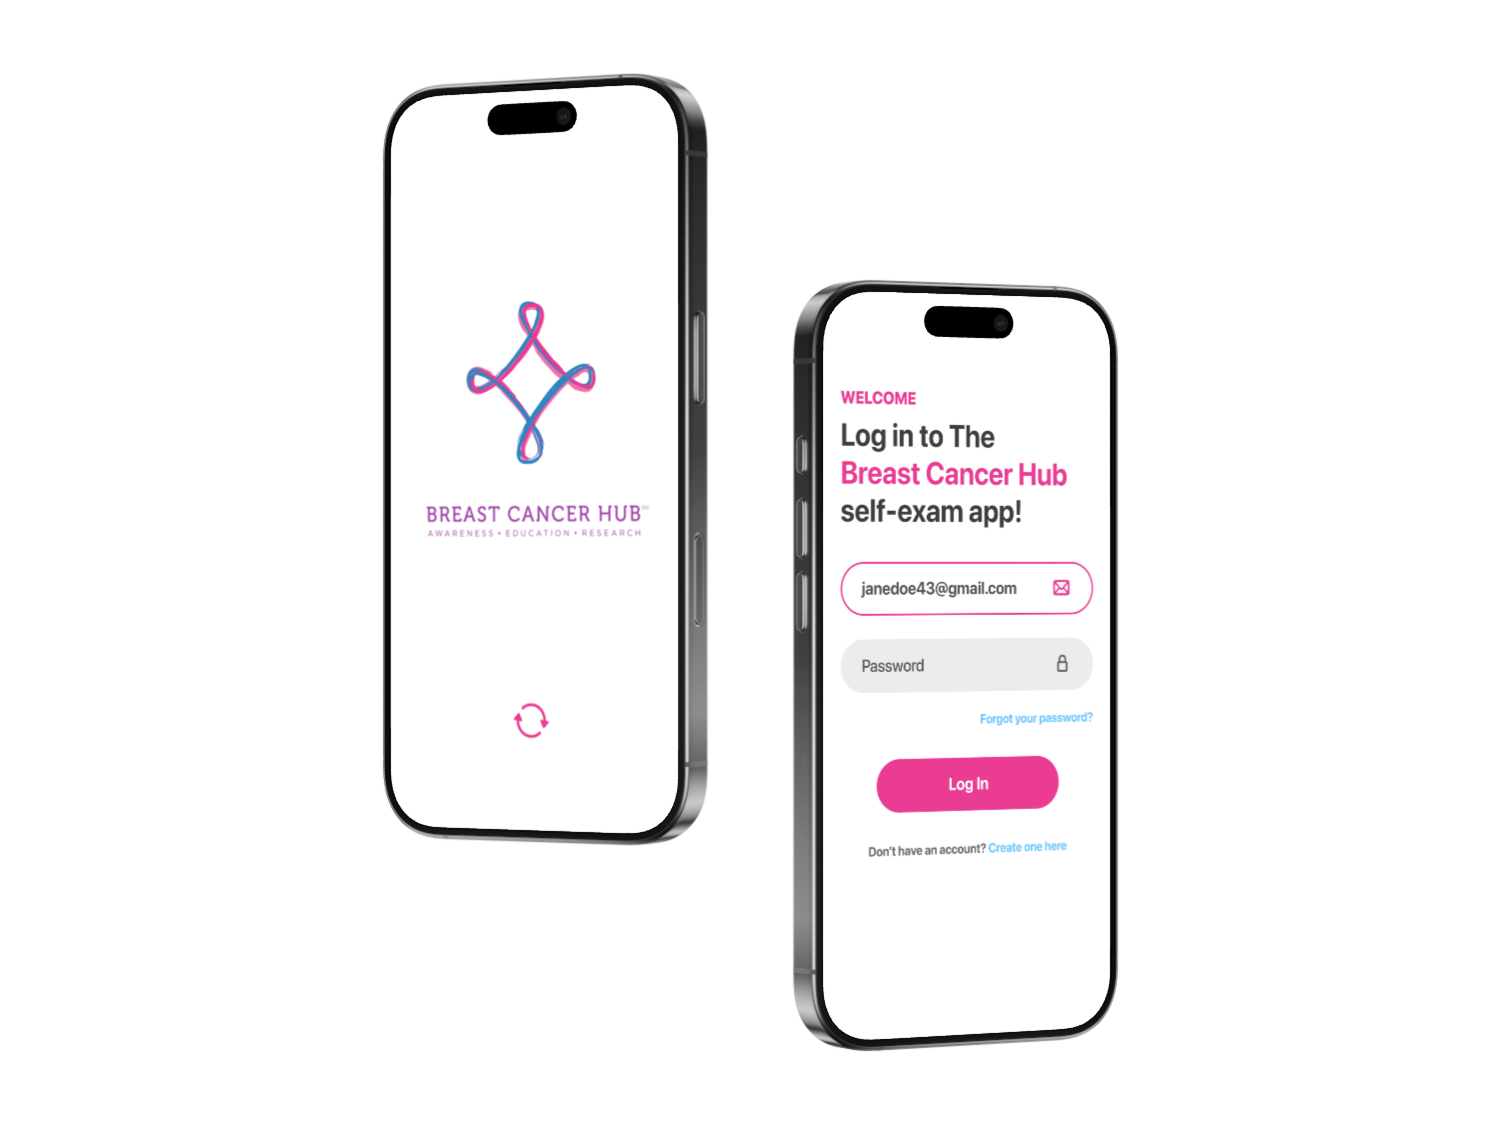 BREAST CANCER HUB℠
AWARENESS • EDUCATION • RESEARCH
WELCOME
Log in to The
Breast Cancer Hub
self-exam app!
janedoe43@gmail.com
Password
Forgot your password?
Log In
Don't have an account? Create one here